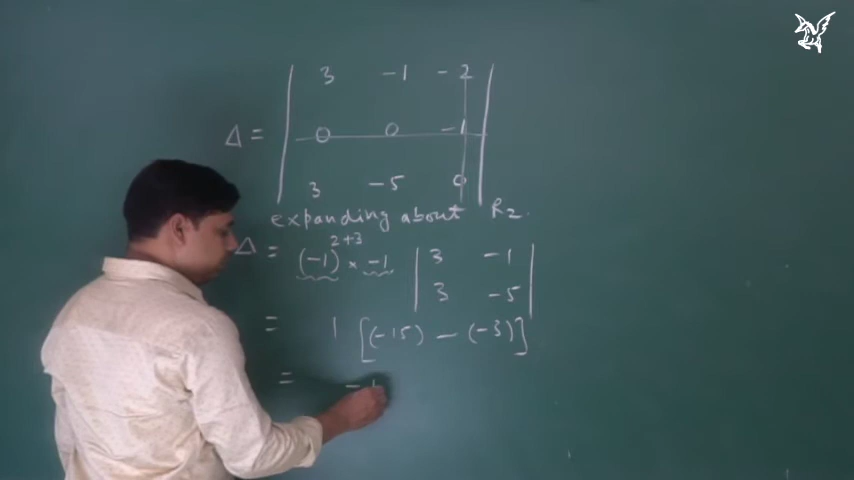 3 -1 -2
Δ = 0 0 -1
3 -5 0
expanding about R2.
Δ = (-1)^2+3 × -1 | 3 -1 |
| 3 -5 |
= 1 [(-15) - (-3)]
= -1